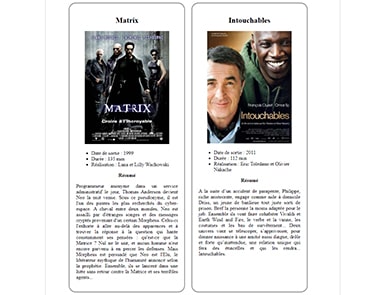 Matrix
MATRIX
Croire à l'Incroyable
• Date de sortie : 1999
• Durée : 135 min
• Réalisation : Lana et Lilly Wachowski
Résumé
Programmeur anonyme dans un service
administratif le jour, Thomas Anderson devient
Neo la nuit venue. Sous ce pseudonyme, il est
l'un des pirates les plus recherchés du cyber-
espace. A cheval entre deux mondes, Neo est
assailli par d'étranges songes et des messages
cryptés provenant d'un certain Morpheus. Celui-ci
l'exhorte à aller au-delà des apparences et à
trouver la réponse à la question qui hante
constamment ses pensées : qu'est-ce que la
Matrice ? Nul ne le sait, et aucun homme n'est
encore parvenu à en percer les defenses. Mais
Morpheus est persuadé que Neo est l'Elu, le
libérateur mythique de l'humanité annoncé selon
la prophétie. Ensemble, ils se lancent dans une
lutte sans retour contre la Matrice et ses terribles
agents...
Intouchables
François Cluzet Omar Sy
Intouchables
• Date de sortie : 2011
• Durée : 112 min
• Réalisation : Eric Toledano et Olivier
Nakache
Résumé
A la suite d'un accident de parapente, Philippe,
riche aristocrate, engage comme aide à domicile
Driss, un jeune de banlieue tout juste sorti de
prison. Bref la personne la moins adaptée pour le
job. Ensemble ils vont faire cohabiter Vivaldi et
Earth Wind and Fire, le verbe et la vanne, les
costumes et les bas de survêtement... Deux
univers vont se télescoper, s'apprivoiser, pour
donner naissance à une amitié aussi dingue, drôle
et forte qu'inattendue, une relation unique qui
fera des étincelles et qui les rendra...
Intouchables.